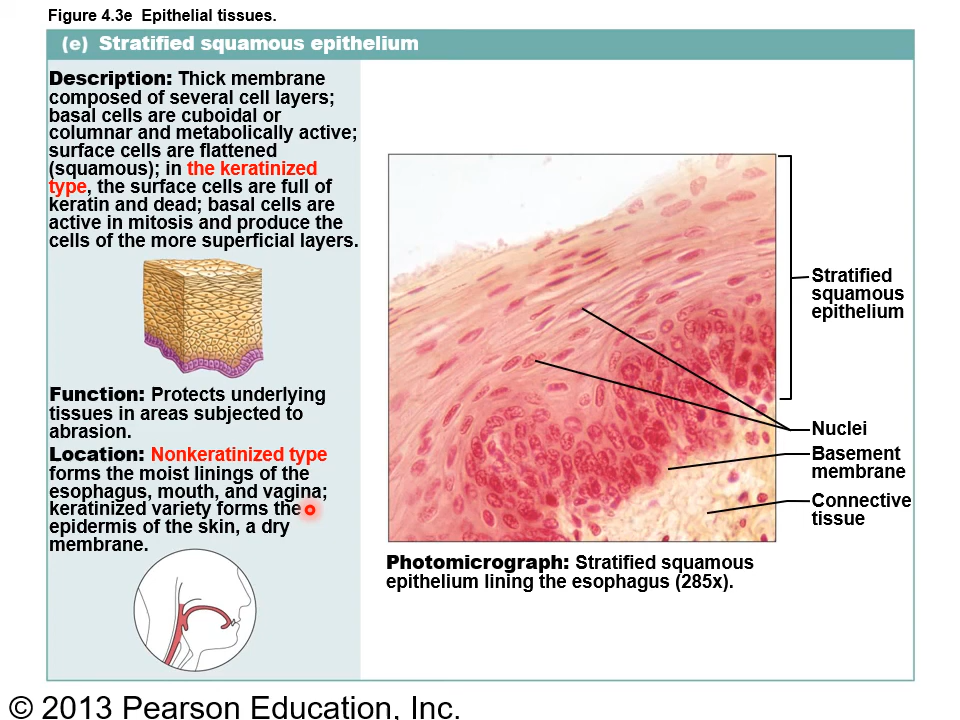 Figure 4.3e Epithelial tissues.
(e) Stratified squamous epithelium
Description: Thick membrane
composed of several cell layers;
basal cells are cuboidal or
columnar and metabolically active;
surface cells are flattened
(squamous); in the keratinized
type, the surface cells are full of
keratin and dead; basal cells are
active in mitosis and produce the
cells of the more superficial layers.
Function: Protects underlying
tissues in areas subjected to
abrasion.
Location: Nonkeratinized type
forms the moist linings of the
esophagus, mouth, and vagina;
keratinized variety forms the
epidermis of the skin, a dry
membrane.
Stratified
squamous
epithelium
Nuclei
Basement
membrane
Connective
tissue
Photomicrograph: Stratified squamous
epithelium lining the esophagus (285x).
© 2013 Pearson Education, Inc.